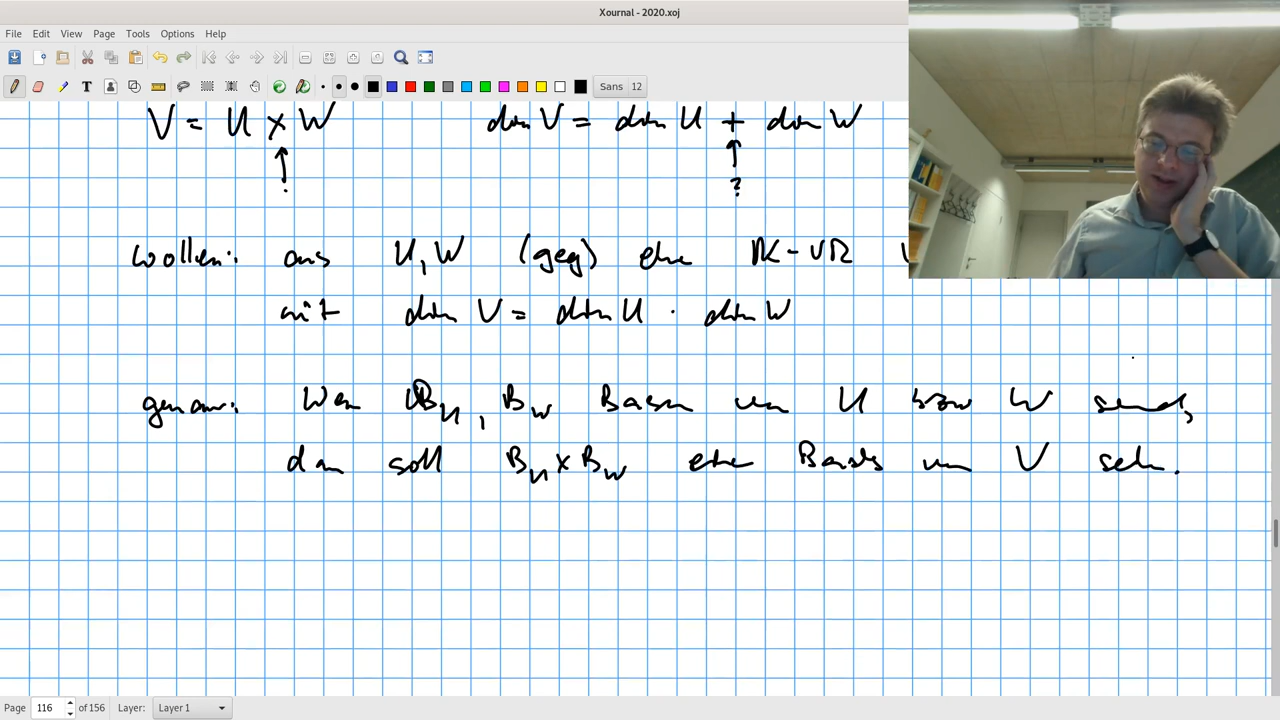 Xournal - 2020.xoj
File Edit View Page Tools Options Help
Sans 12
V = U × W dim V = dim U + dim W
! ?
wollen: aus U, W (geg) eine K-VR V
mit dim V = dim U · dim W
genauer: Wenn B_U, B_W Basen von U bzw W sind,
dann soll B_U × B_W eine Basis von V sein.
Page 116 of 156 Layer: Layer 1